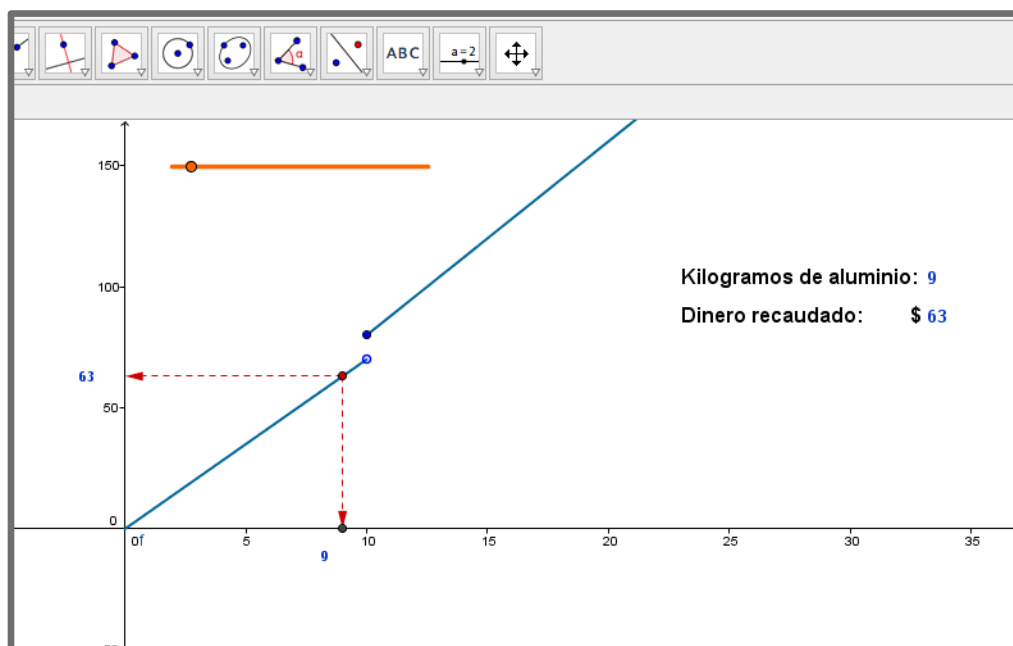 α
ABC
a = 2
150
100
Kilogramos de aluminio: 9
Dinero recaudado: $ 63
63
50
0
0f 5 10 15 20 25 30 35
9